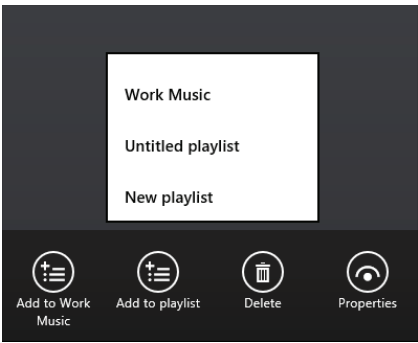 Work Music
Untitled playlist
New playlist
Add to Work
Music
Add to playlist
Delete
Properties